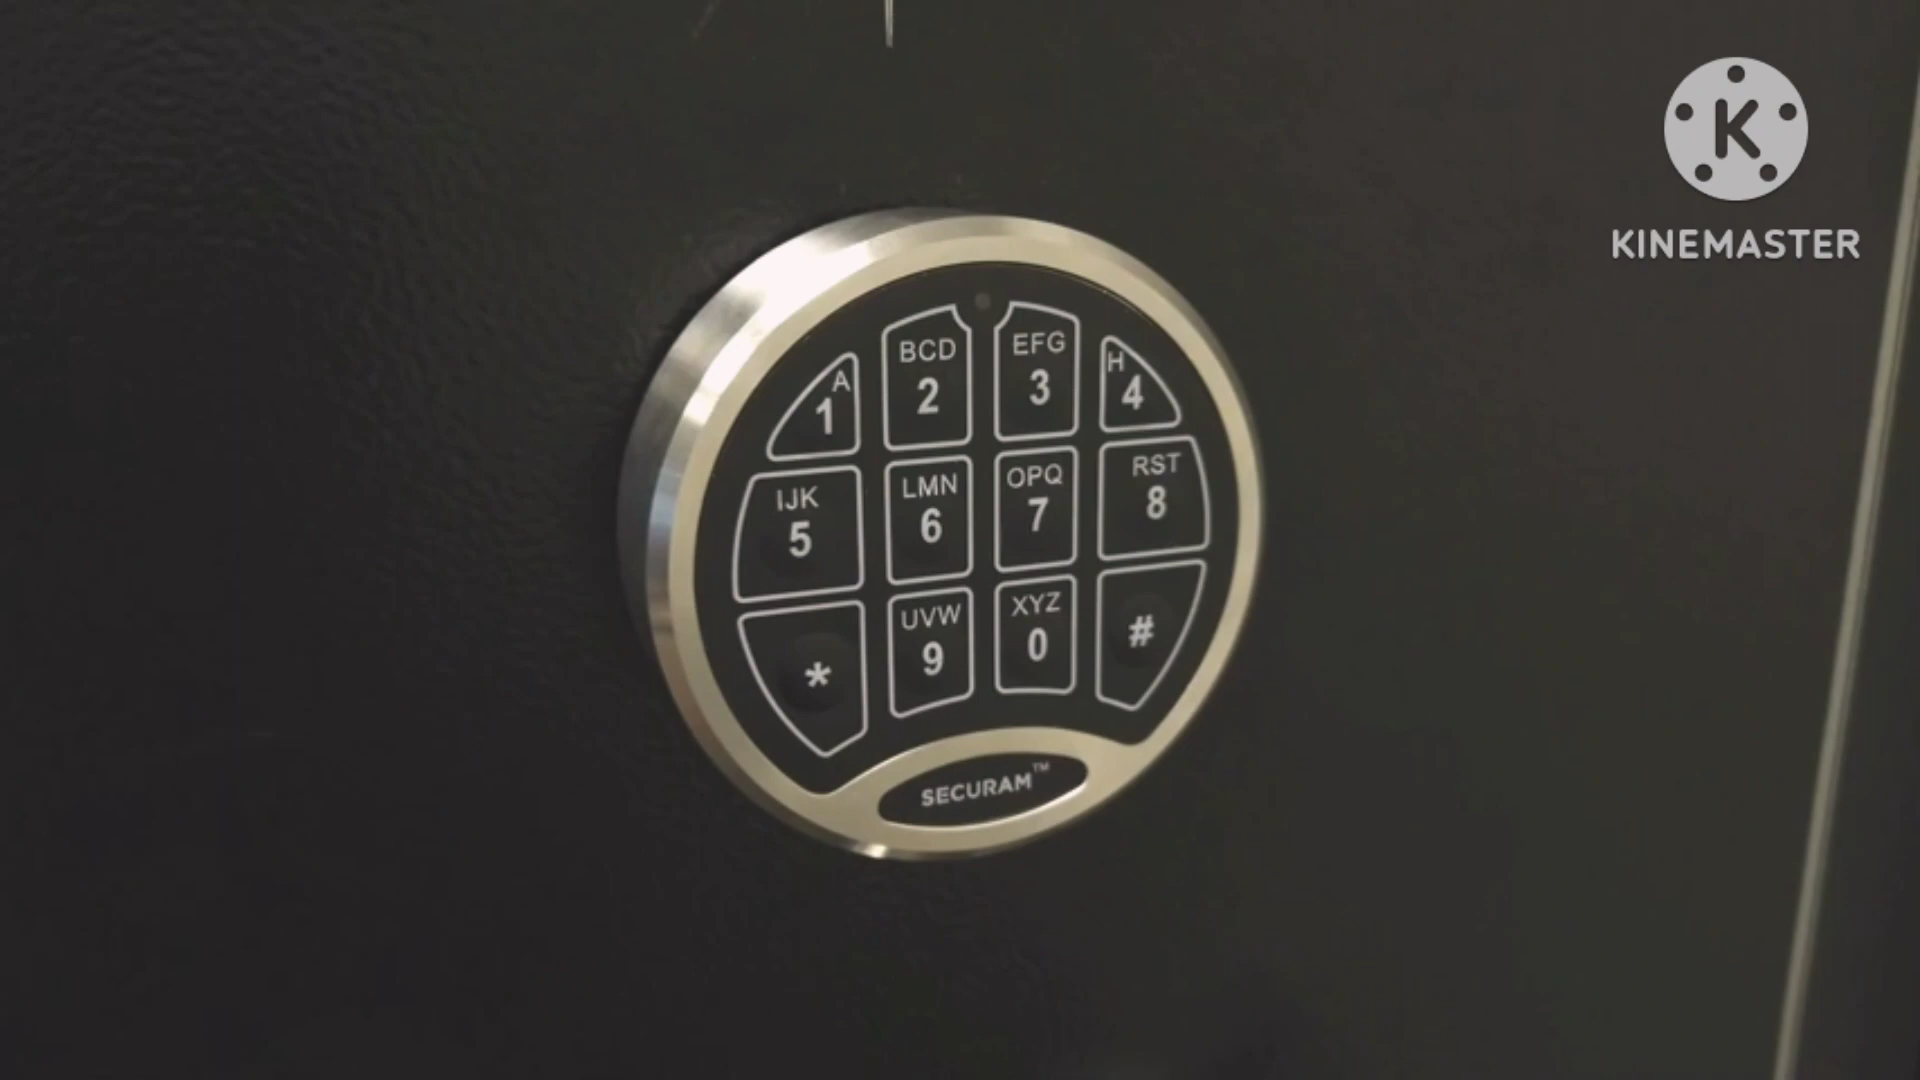 K
KINEMASTER
A
1
BCD
2
EFG
3
H
4
IJK
5
LMN
6
OPQ
7
RST
8
*
UVW
9
XYZ
0
#
SECURAM™